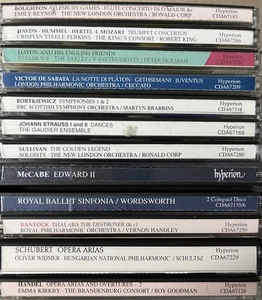 BOUGHTON · AYLESBURY GAMES · FLUTE CONCERTO IN D MAJOR &c
EMILY BEYNON · THE NEW LONDON ORCHESTRA / RONALD CORP
Hyperion
CDA67185
HAYDN · HUMMEL · HERTEL & MOZART TRUMPET CONCERTOS
CRISPIAN STEELE-PERKINS · THE KING'S CONSORT / ROBERT KING
Hyperion
CDA67266
HAYDN AND HIS ENGLISH FRIENDS
PSALMODY · THE PARLEY OF INSTRUMENTS / PETER HOLMAN
Hyperion
VICTOR DE SABATA LA NOTTE DI PLÀTON · GETHSEMANI · JUVENTUS
LONDON PHILHARMONIC ORCHESTRA / CECCATO
Hyperion
CDA67209
BORTKIEWICZ SYMPHONIES 1 & 2
BBC SCOTTISH SYMPHONY ORCHESTRA / MARTYN BRABBINS
Hyperion
CDA67338
JOHANN STRAUSS I and II DANCES
THE GAUDIER ENSEMBLE
Hyperion
CDA67169
SULLIVAN THE GOLDEN LEGEND
SOLOISTS · THE NEW LONDON ORCHESTRA / RONALD CORP
Hyperion
CDA67280
McCABE EDWARD II
hyperion
ROYAL BALLET SINFONIA / WORDSWORTH
2 Compact Discs
CDA67135/6
BANTOCK THALABA THE DESTROYER &c
ROYAL PHILHARMONIC ORCHESTRA / VERNON HANDLEY
Hyperion
CDA67250
SCHUBERT OPERA ARIAS
OLIVER WIDMER · HUNGARIAN NATIONAL PHILHARMONIC / SCHULTSZ
Hyperion
CDA67229
HANDEL OPERA ARIAS AND OVERTURES – 2
EMMA KIRKBY · THE BRANDENBURG CONSORT / ROY GOODMAN
Hyperion
CDA67128